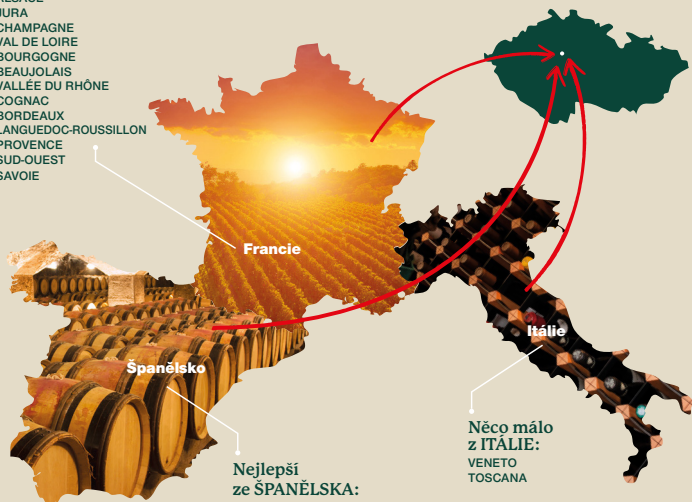 ALSACE
JURA
CHAMPAGNE
VAL DE LOIRE
BOURGOGNE
BEAUJOLAIS
VALLÉE DU RHÔNE
COGNAC
BORDEAUX
LANGUEDOC-ROUSSILLON
PROVENCE
SUD-OUEST
SAVOIE
Francie
Španělsko
Itálie
Něco málo
z ITÁLIE:
VENETO
TOSCANA
Nejlepší
ze ŠPANĚLSKA: